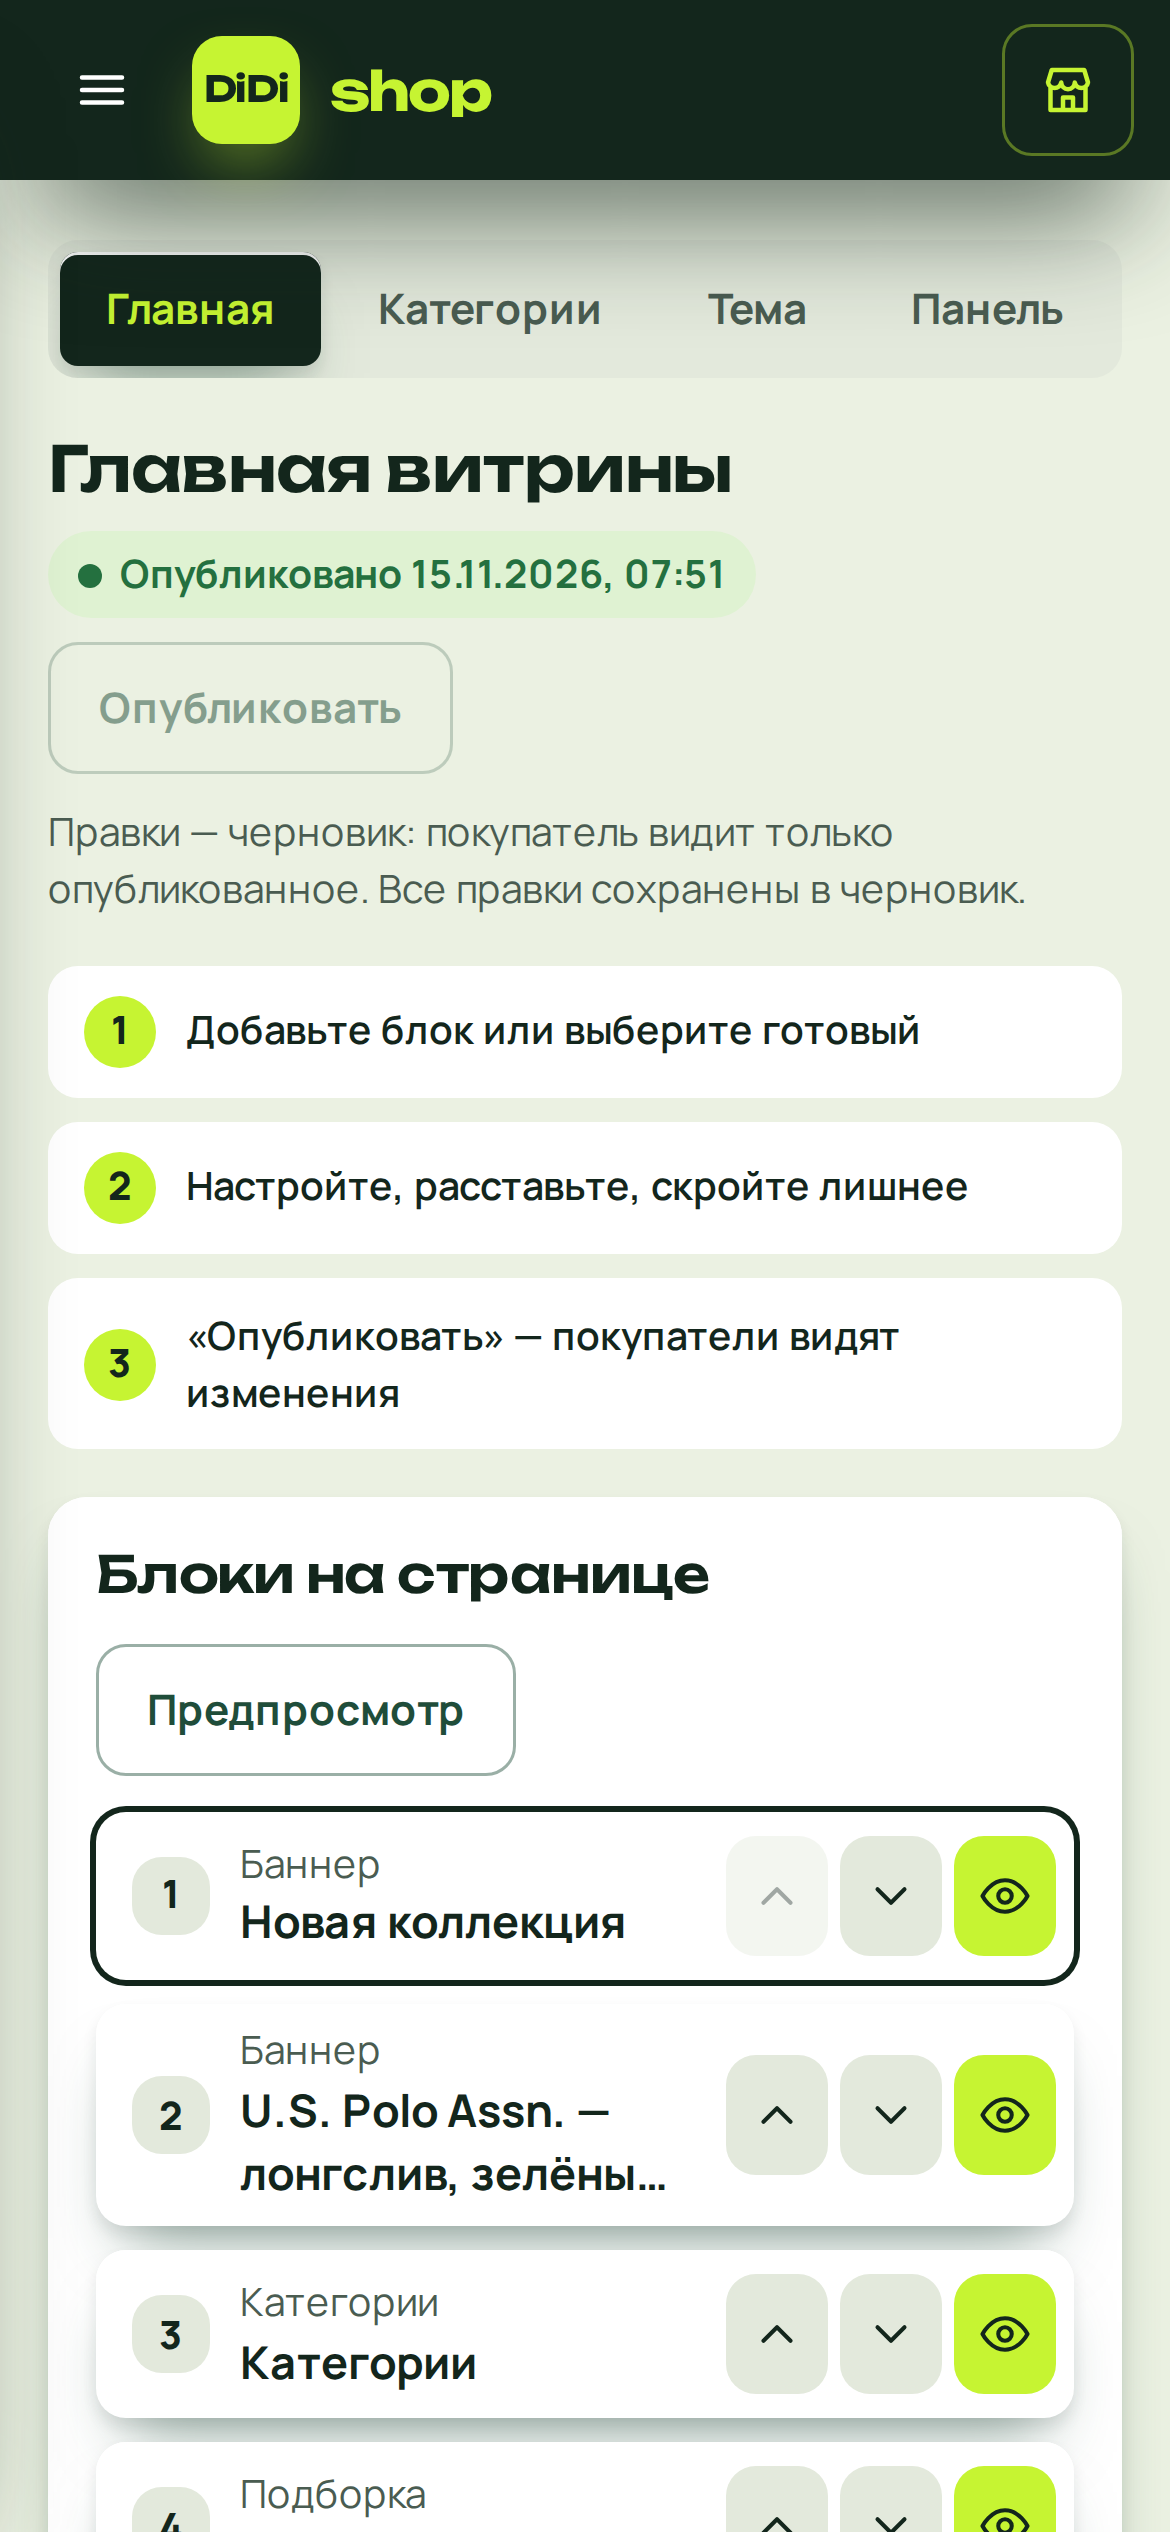 DiDi shop
Главная Категории Тема Панель
Главная витрины
Опубликовано 15.11.2026, 07:51
Опубликовать
Правки — черновик: покупатель видит только
опубликованное. Все правки сохранены в черновик.
1 Добавьте блок или выберите готовый
2 Настройте, расставьте, скройте лишнее
3 «Опубликовать» — покупатели видят
изменения
Блоки на странице
Предпросмотр
1 Баннер
Новая коллекция
2 Баннер
U.S. Polo Assn. —
лонгслив, зелёны...
3 Категории
Категории
4 Подборка